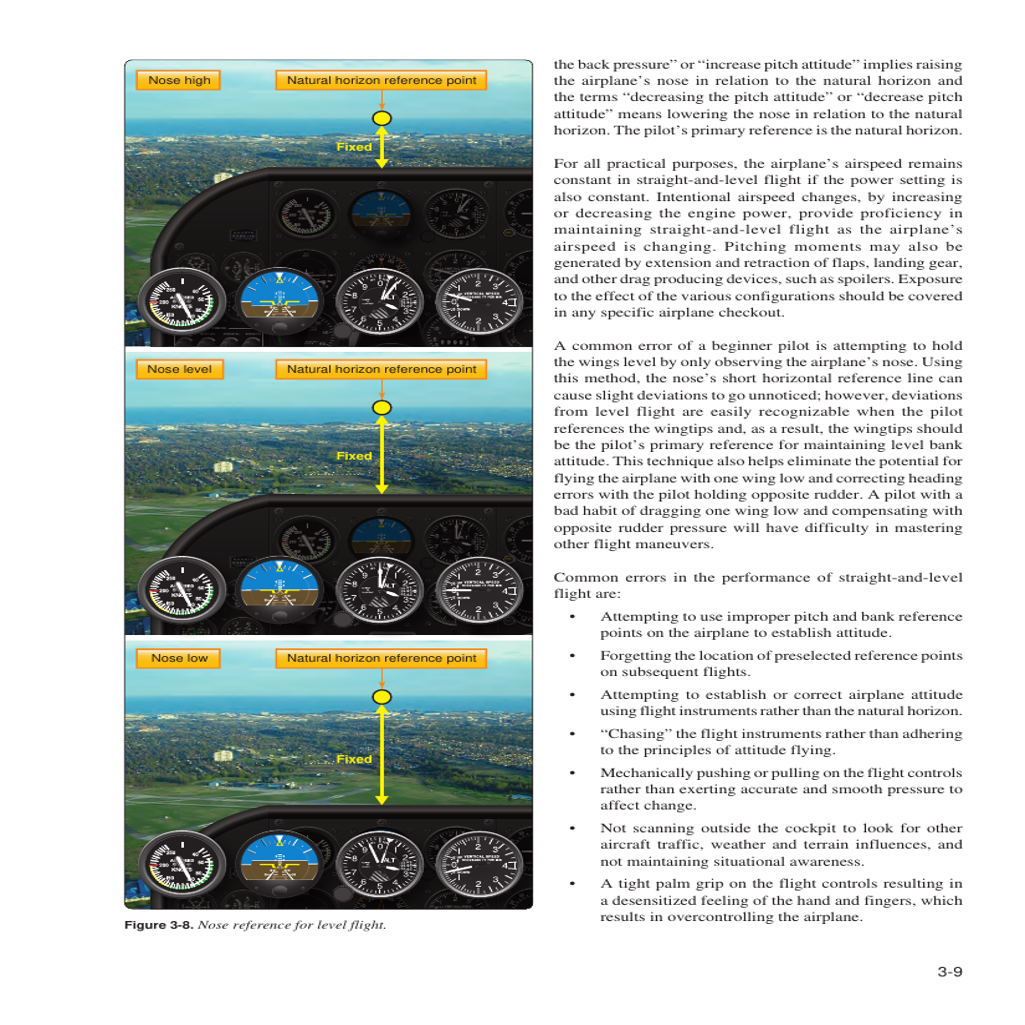 Nose high
Natural horizon reference point
Fixed
Nose level
Natural horizon reference point
Fixed
ALT
Nose low
Natural horizon reference point
Fixed
ALT
Figure 3-8. Nose reference for level flight.
the back pressure” or “increase pitch attitude” implies raising
the airplane’s nose in relation to the natural horizon and
the terms “decreasing the pitch attitude” or “decrease pitch
attitude” means lowering the nose in relation to the natural
horizon. The pilot’s primary reference is the natural horizon.
For all practical purposes, the airplane’s airspeed remains
constant in straight-and-level flight if the power setting is
also constant. Intentional airspeed changes, by increasing
or decreasing the engine power, provide proficiency in
maintaining straight-and-level flight as the airplane’s
airspeed is changing. Pitching moments may also be
generated by extension and retraction of flaps, landing gear,
and other drag producing devices, such as spoilers. Exposure
to the effect of the various configurations should be covered
in any specific airplane checkout.
A common error of a beginner pilot is attempting to hold
the wings level by only observing the airplane’s nose. Using
this method, the nose’s short horizontal reference line can
cause slight deviations to go unnoticed; however, deviations
from level flight are easily recognizable when the pilot
references the wingtips and, as a result, the wingtips should
be the pilot’s primary reference for maintaining level bank
attitude. This technique also helps eliminate the potential for
flying the airplane with one wing low and correcting heading
errors with the pilot holding opposite rudder. A pilot with a
bad habit of dragging one wing low and compensating with
opposite rudder pressure will have difficulty in mastering
other flight maneuvers.
Common errors in the performance of straight-and-level
flight are:
• Attempting to use improper pitch and bank reference
points on the airplane to establish attitude.
• Forgetting the location of preselected reference points
on subsequent flights.
• Attempting to establish or correct airplane attitude
using flight instruments rather than the natural horizon.
• “Chasing” the flight instruments rather than adhering
to the principles of attitude flying.
• Mechanically pushing or pulling on the flight controls
rather than exerting accurate and smooth pressure to
affect change.
• Not scanning outside the cockpit to look for other
aircraft traffic, weather and terrain influences, and
not maintaining situational awareness.
• A tight palm grip on the flight controls resulting in
a desensitized feeling of the hand and fingers, which
results in overcontrolling the airplane.
3-9